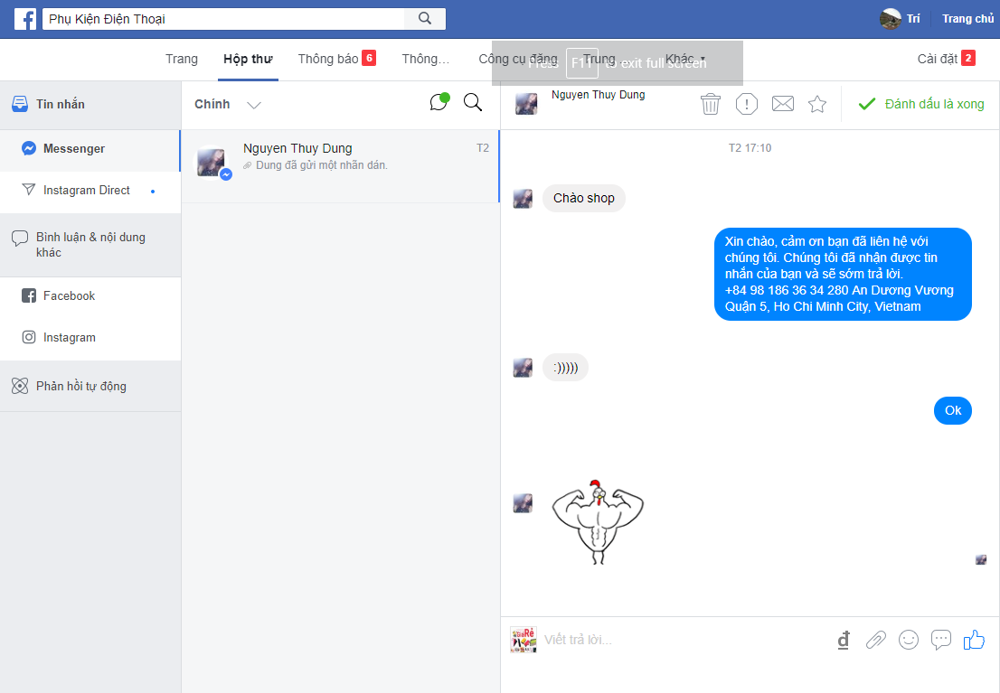 Phụ Kiện Điện Thoại
Trí
Trang chủ
Trang
Hộp thư
Thông báo 6
Thông...
Công cụ đăng
Trung...
Khác
Cài đặt 2
Press F11 to exit full screen
Tin nhắn
Messenger
Instagram Direct
Bình luận & nội dung
khác
Facebook
Instagram
Phản hồi tự động
Chính
Nguyen Thuy Dung
T2
Dung đã gửi một nhãn dán.
Nguyen Thuy Dung
Đánh dấu là xong
T2 17:10
Chào shop
Xin chào, cảm ơn bạn đã liên hệ với
chúng tôi. Chúng tôi đã nhận được tin
nhắn của bạn và sẽ sớm trả lời.
+84 98 186 36 34 280 An Dương Vương
Quận 5, Ho Chi Minh City, Vietnam
:)))))
Ok
Viết trả lời...